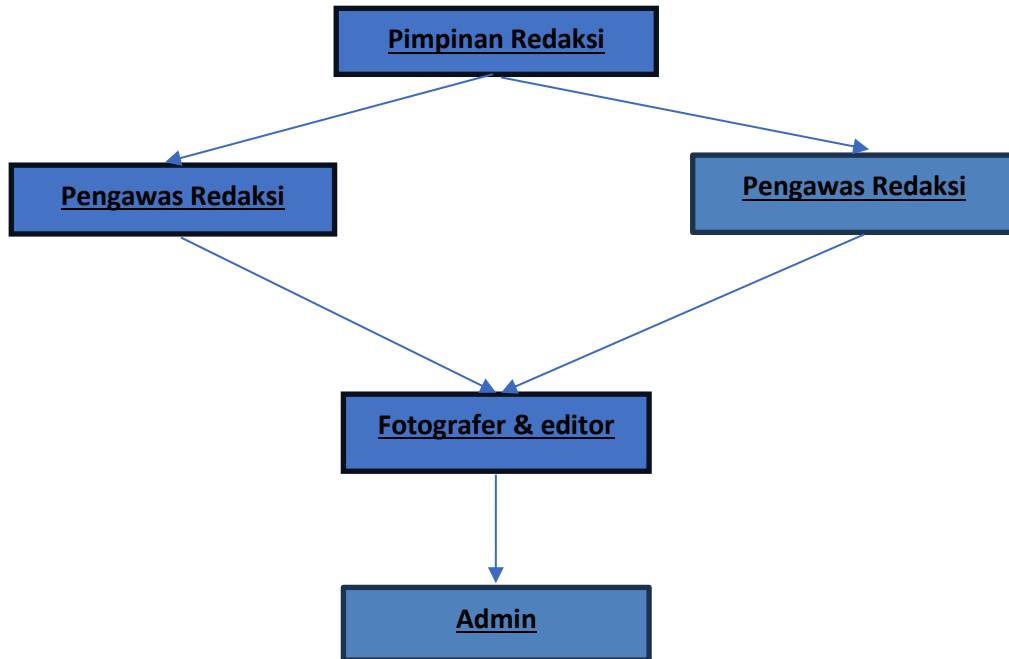 Pimpinan Redaksi
Pengawas Redaksi
Pengawas Redaksi
Fotografer & editor
Admin